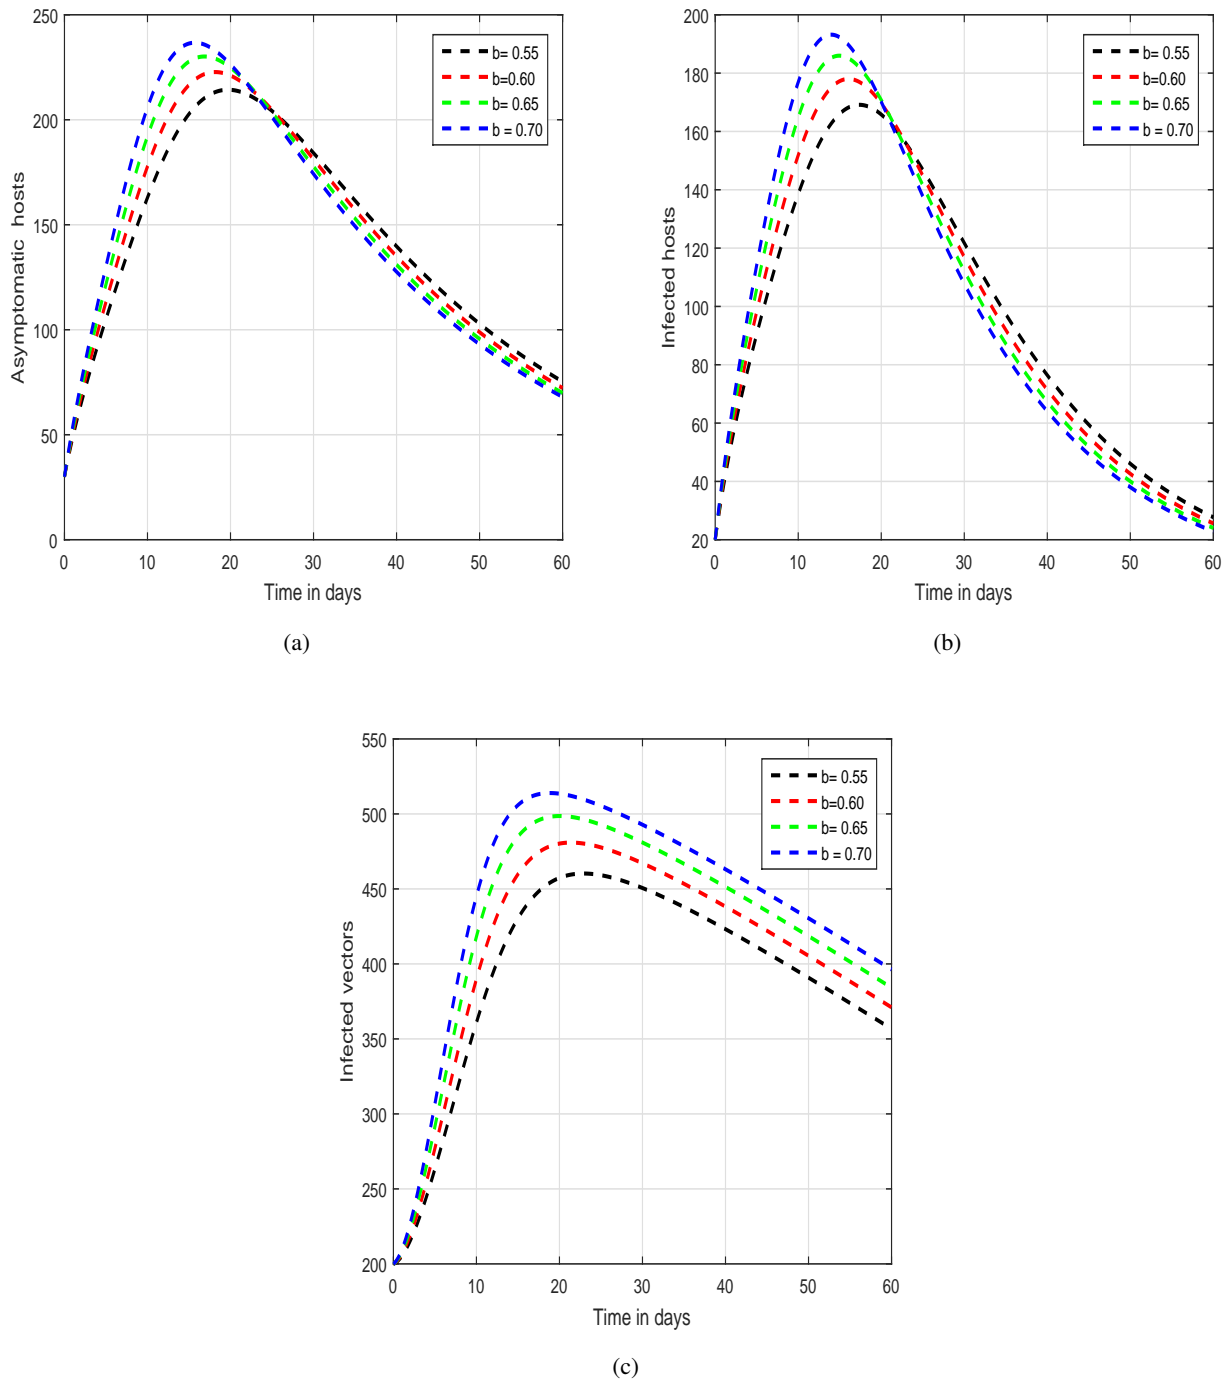 250
200
150
100
50
0
Asymptomatic hosts
b= 0.55
b=0.60
b= 0.65
b = 0.70
0 10 20 30 40 50 60
Time in days
(a)
200
180
160
140
120
100
80
60
40
20
Infected hosts
b= 0.55
b=0.60
b= 0.65
b = 0.70
0 10 20 30 40 50 60
Time in days
(b)
550
500
450
400
350
300
250
200
Infected vectors
b= 0.55
b=0.60
b= 0.65
b = 0.70
0 10 20 30 40 50 60
Time in days
(c)